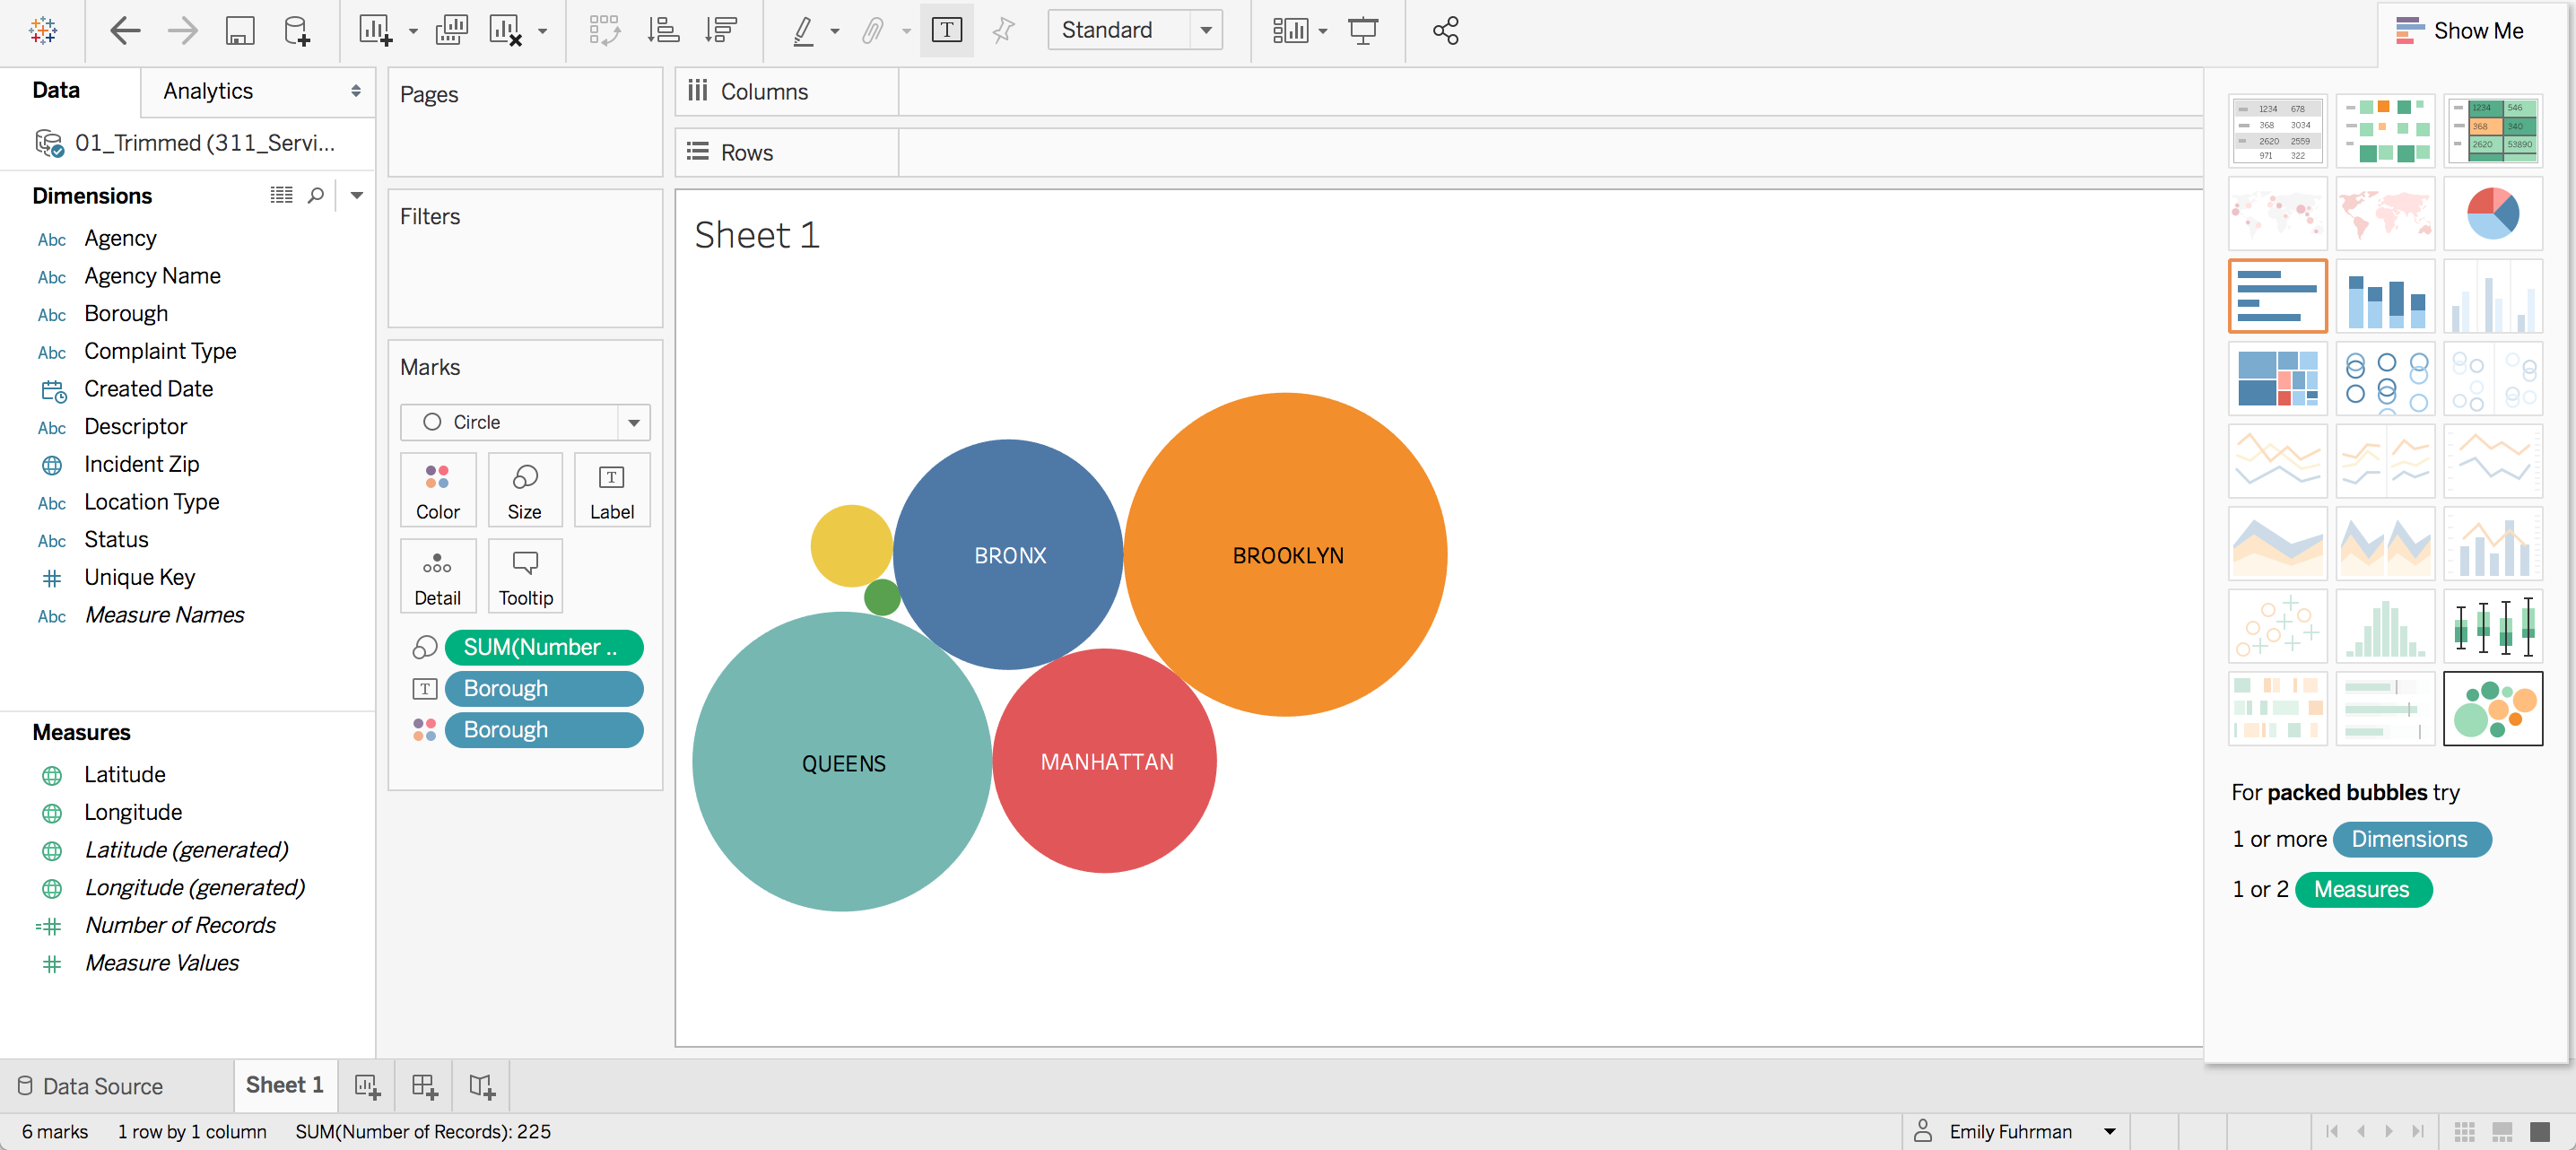 Standard
Show Me
Data
Analytics
01_Trimmed (311_Servi...
Dimensions
Abc Agency
Abc Agency Name
Abc Borough
Abc Complaint Type
Created Date
Abc Descriptor
Incident Zip
Abc Location Type
Abc Status
Unique Key
Abc Measure Names
Measures
Latitude
Longitude
Latitude (generated)
Longitude (generated)
Number of Records
Measure Values
Pages
Filters
Marks
Circle
Color
Size
T
Label
Detail
Tooltip
SUM(Number ..
T Borough
Borough
Columns
Rows
Sheet 1
BRONX
BROOKLYN
QUEENS
MANHATTAN
1234 678
368 3034
2620 2559
971 322
1234 546
368 340
2620 53890
For packed bubbles try
1 or more Dimensions
1 or 2 Measures
Data Source
Sheet 1
6 marks
1 row by 1 column
SUM(Number of Records): 225
Emily Fuhrman